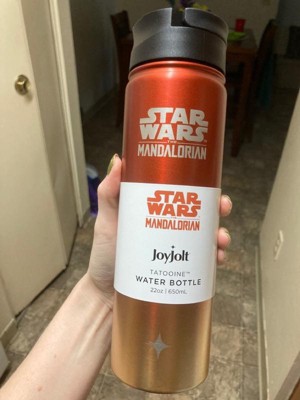 STAR
WARS
THE
MANDALORIAN
STAR
WARS
THE
MANDALORIAN
JoyJolt
TATOOINE™
WATER BOTTLE
22oz | 650mL